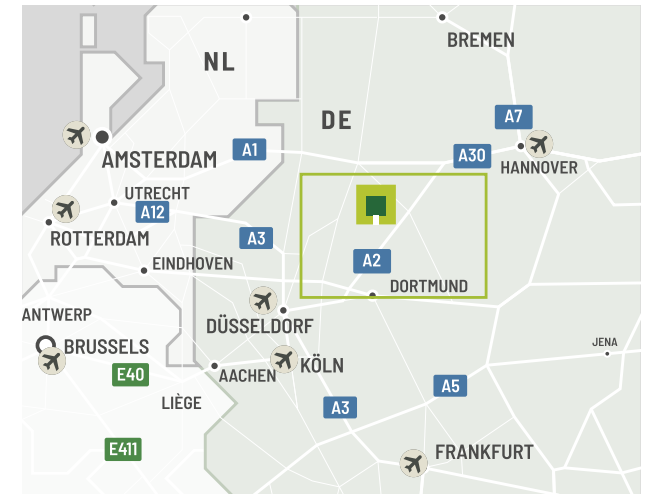 BREMEN
NL
DE
A7
A1
A30
AMSTERDAM
HANNOVER
UTRECHT
A12
ROTTERDAM
A3
EINDHOVEN
A2
DORTMUND
ANTWERP
DÜSSELDORF
BRUSSELS
JENA
KÖLN
AACHEN
E40
A5
LIÈGE
A3
E411
FRANKFURT